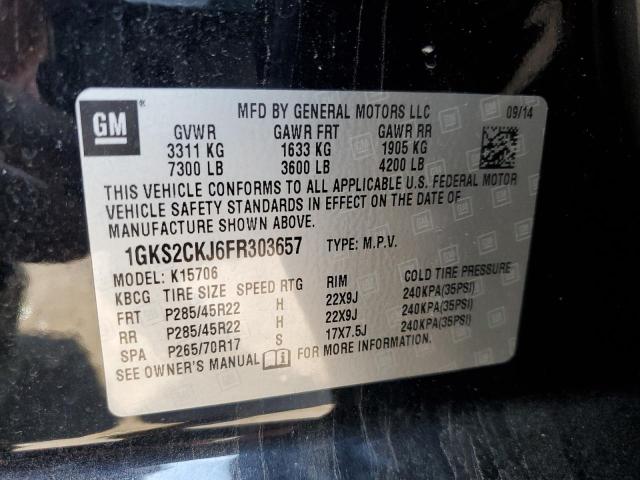 GM
MFD BY GENERAL MOTORS LLC 09/14
GVWR GAWR FRT GAWR RR
3311 KG 1633 KG 1905 KG
7300 LB 3600 LB 4200 LB
THIS VEHICLE CONFORMS TO ALL APPLICABLE U.S. FEDERAL MOTOR
VEHICLE SAFETY STANDARDS IN EFFECT ON THE DATE OF
MANUFACTURE SHOWN ABOVE.
1GKS2CKJ6FR303657 TYPE: M.P.V.
MODEL: K15706
KBCG TIRE SIZE SPEED RTG RIM COLD TIRE PRESSURE
FRT P285/45R22 H 22X9J 240KPA(35PSI)
RR P285/45R22 H 22X9J 240KPA(35PSI)
SPA P265/70R17 S 17X7.5J 240KPA(35PSI)
SEE OWNER'S MANUAL FOR MORE INFORMATION.